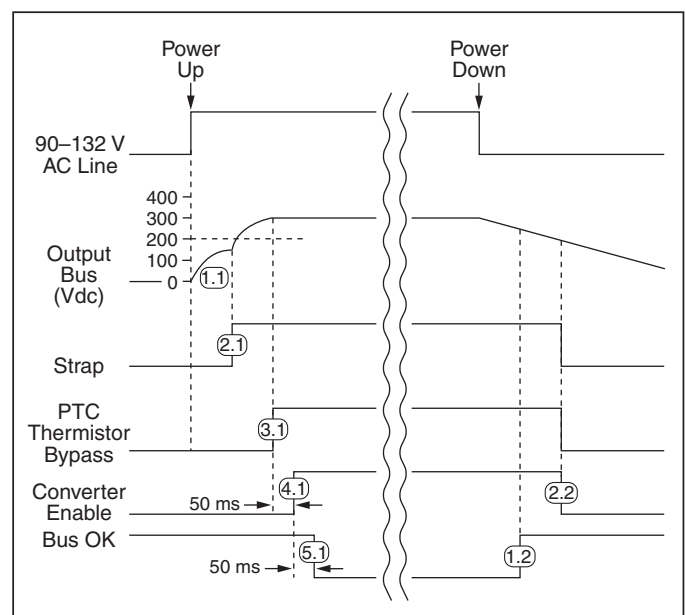 Power
Up
Power
Down
90–132 V
AC Line
400
300
200
100
0
Output
Bus
(Vdc)
1.1
Strap
2.1
PTC
Thermistor
Bypass
3.1
Converter
Enable
50 ms
4.1
2.2
Bus OK
50 ms
5.1
1.2